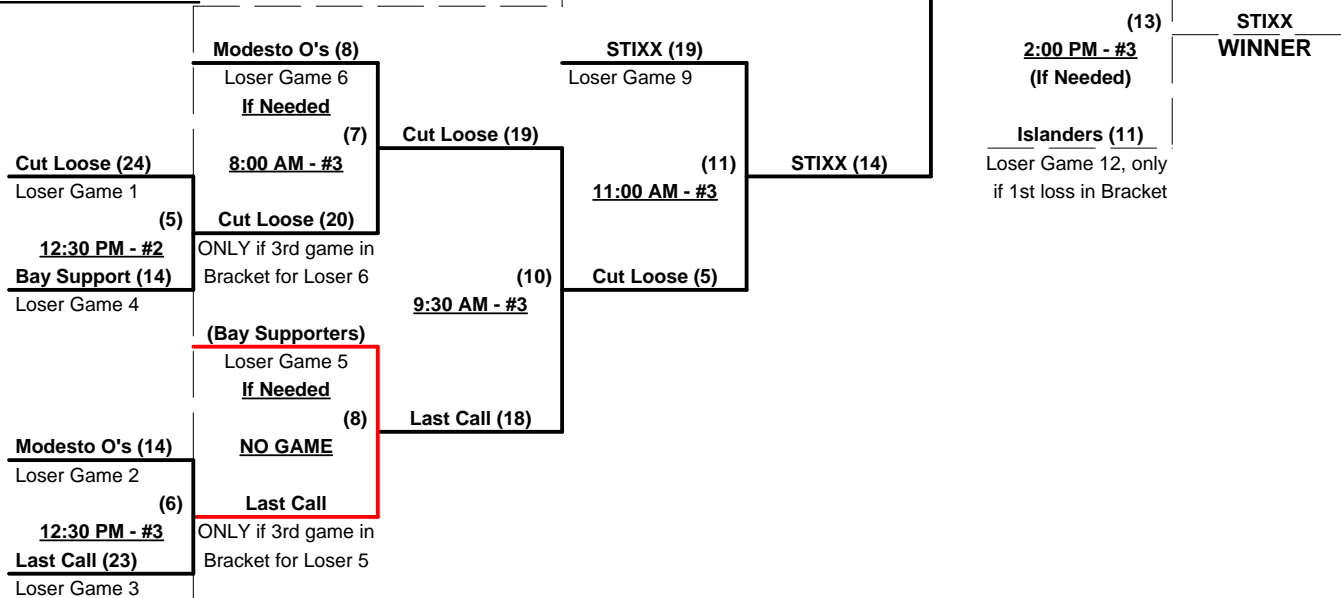 (13)
STIXX
Modesto O's (8)
STIXX (19)
2:00 PM - #3
WINNER
Loser Game 6
Loser Game 9
(If Needed)
If Needed
(7)
Cut Loose (19)
Islanders (11)
Cut Loose (24)
8:00 AM - #3
(11)
STIXX (14)
Loser Game 12, only
Loser Game 1
11:00 AM - #3
if 1st loss in Bracket
(5)
Cut Loose (20)
12:30 PM - #2
ONLY if 3rd game in
Bay Support (14)
Bracket for Loser 6
(10)
Cut Loose (5)
Loser Game 4
9:30 AM - #3
(Bay Supporters)
Loser Game 5
If Needed
(8)
Last Call (18)
Modesto O's (14)
NO GAME
Loser Game 2
(6)
Last Call
12:30 PM - #3
ONLY if 3rd game in
Last Call (23)
Bracket for Loser 5
Loser Game 3